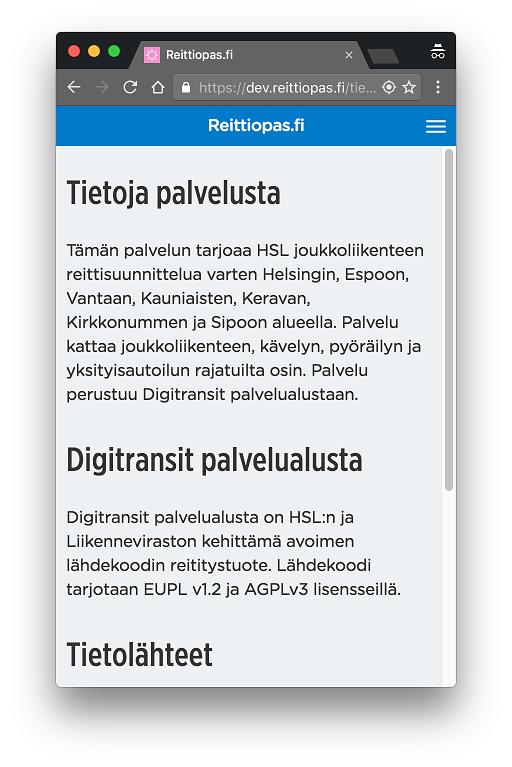 Reittiopas.fi
https://dev.reittiopas.fi/tie...
Reittiopas.fi
Tietoja palvelusta
Tämän palvelun tarjoaa HSL joukkoliikenteen
reittisuunnittelua varten Helsingin, Espoon,
Vantaan, Kauniaisten, Keravan,
Kirkkonummen ja Sipoon alueella. Palvelu
kattaa joukkoliikenteen, kävelyn, pyöräilyn ja
yksityisautoilun rajatuilta osin. Palvelu
perustuu Digitransit palvelualustaan.
Digitransit palvelualusta
Digitransit palvelualusta on HSL:n ja
Liikenneviraston kehittämä avoimen
lähdekoodin reititystuote. Lähdekoodi
tarjotaan EUPL v1.2 ja AGPLv3 lisensseillä.
Tietolähteet